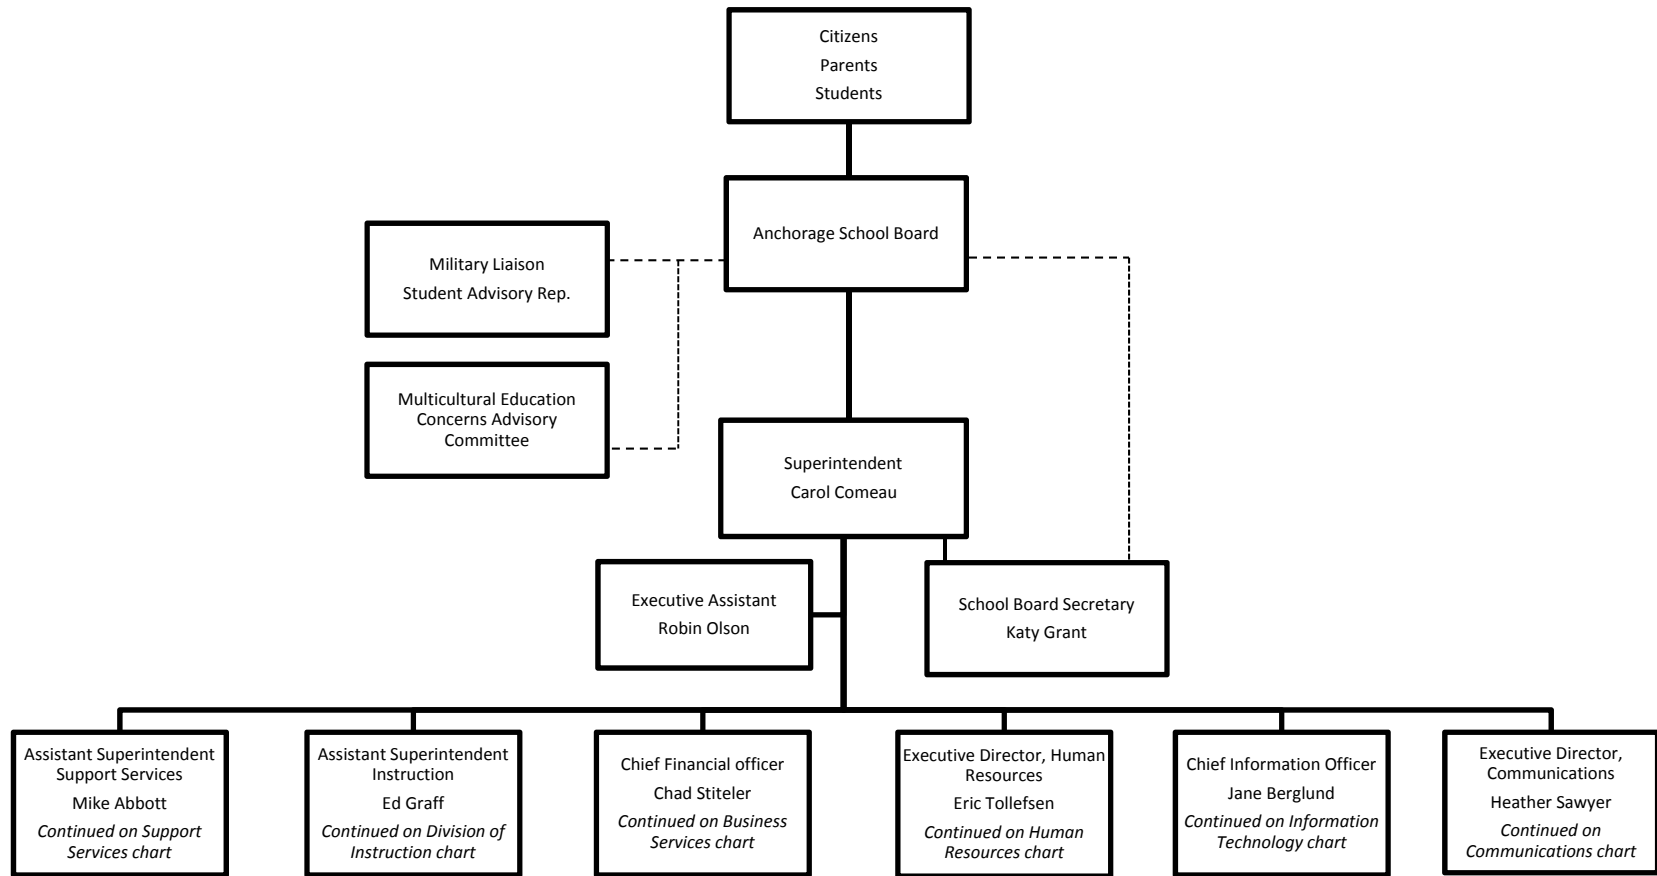 Citizens
Parents
Students
Anchorage School Board
Military Liaison
Student Advisory Rep.
Multicultural Education
Concerns Advisory
Committee
Superintendent
Carol Comeau
Executive Assistant
Robin Olson
School Board Secretary
Katy Grant
Assistant Superintendent
Support Services
Mike Abbott
Continued on Support
Services chart
Assistant Superintendent
Instruction
Ed Graff
Continued on Division of
Instruction chart
Chief Financial officer
Chad Stiteler
Continued on Business
Services chart
Executive Director, Human
Resources
Eric Tollefsen
Continued on Human
Resources chart
Chief Information Officer
Jane Berglund
Continued on Information
Technology chart
Executive Director,
Communications
Heather Sawyer
Continued on
Communications chart